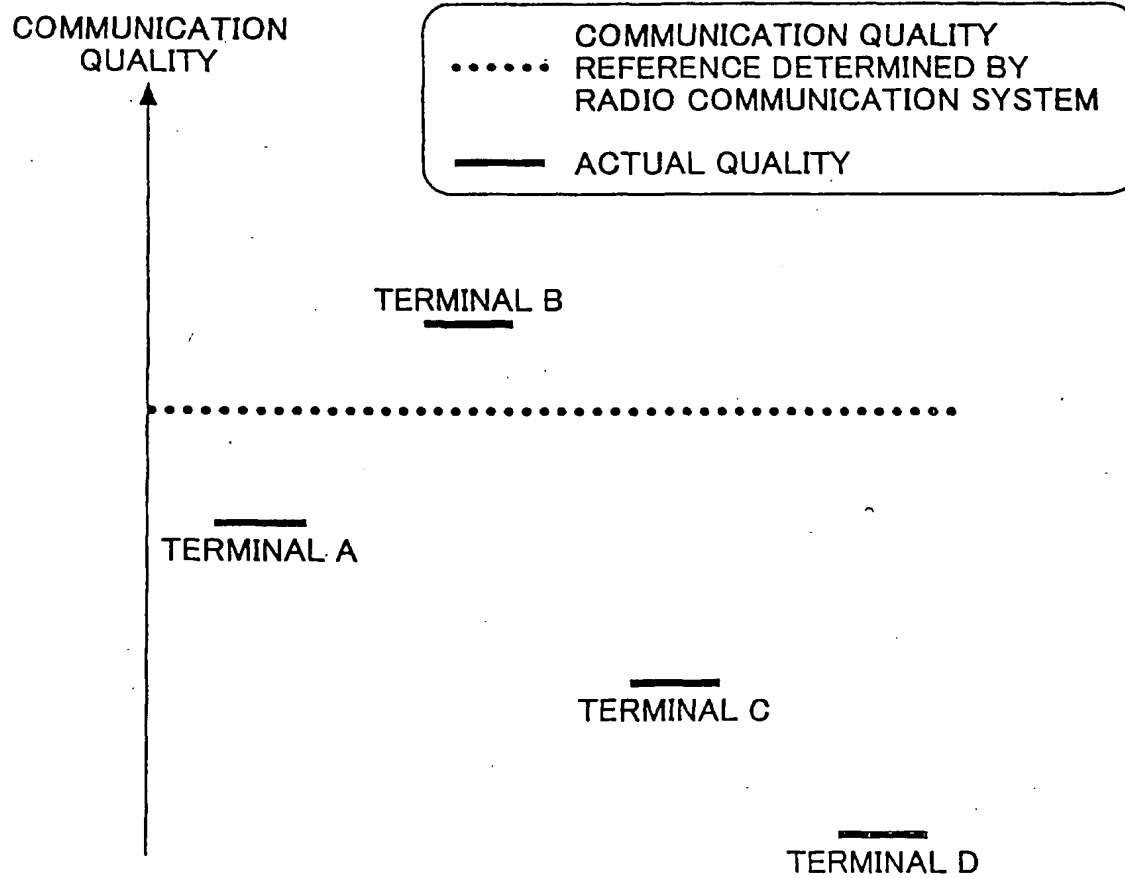 COMMUNICATION
QUALITY
COMMUNICATION QUALITY
REFERENCE DETERMINED BY
RADIO COMMUNICATION SYSTEM
ACTUAL QUALITY
TERMINAL B
TERMINAL A
TERMINAL C
TERMINAL D